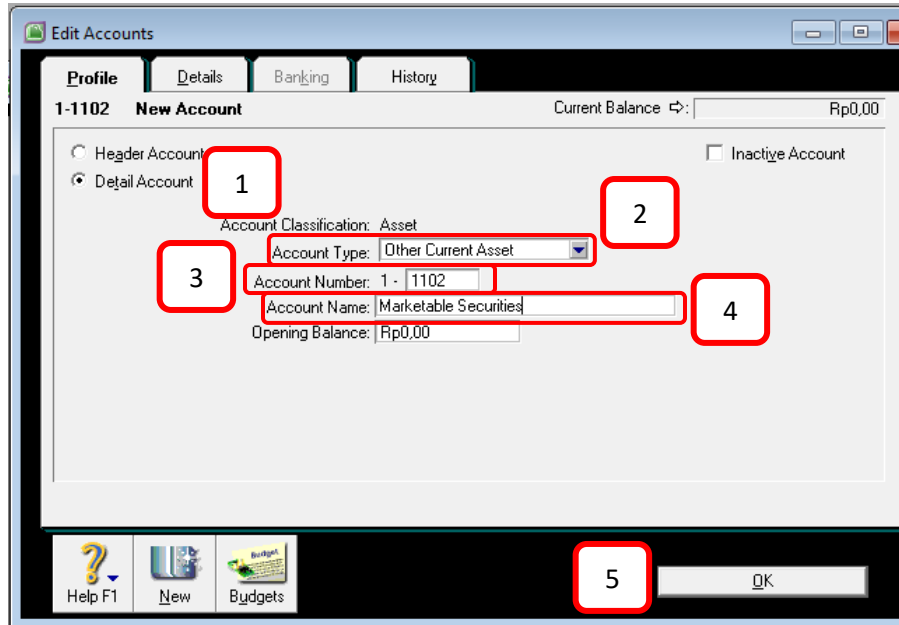 Edit Accounts
Profile Details Banking History
1-1102 New Account Current Balance ⇨: Rp0,00
Header Account Inactive Account
Detail Account
1
2
Account Classification: Asset
Account Type: Other Current Asset
3
Account Number: 1 - 1102
Account Name: Marketable Securities
4
Opening Balance: Rp0,00
Help F1 New Budget Budgets
5
OK